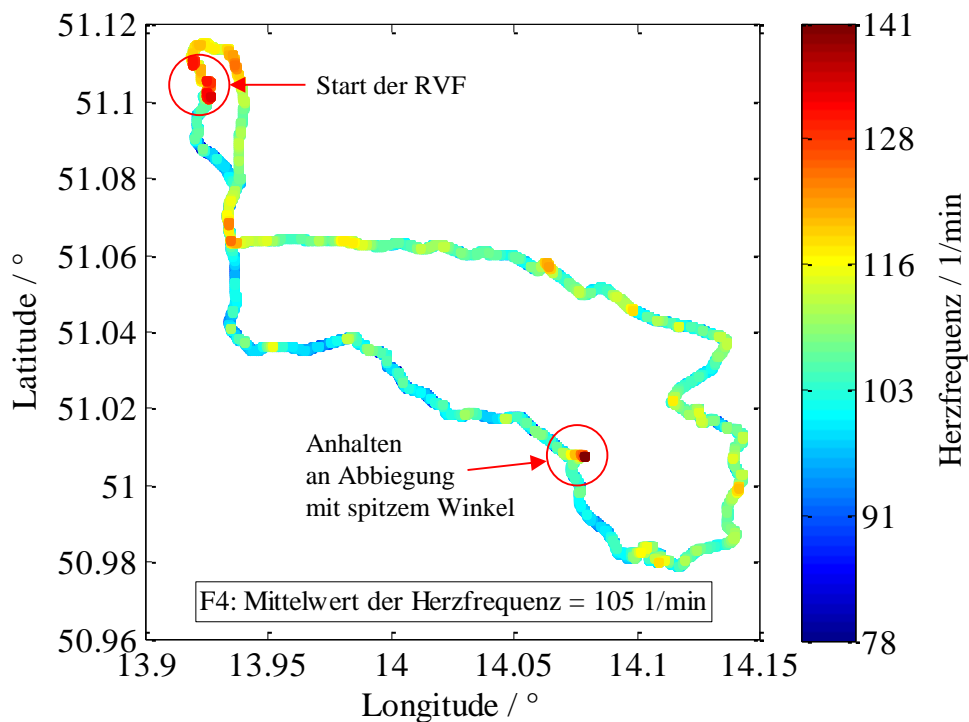 51.12
51.1
51.08
51.06
51.04
51.02
51
50.98
50.96
Latitude / °
13.9
13.95
14
14.05
14.1
14.15
Longitude / °
Start der RVF
Anhalten
an Abbiegung
mit spitzem Winkel
F4: Mittelwert der Herzfrequenz = 105 1/min
141
128
116
103
91
78
Herzfrequenz / 1/min